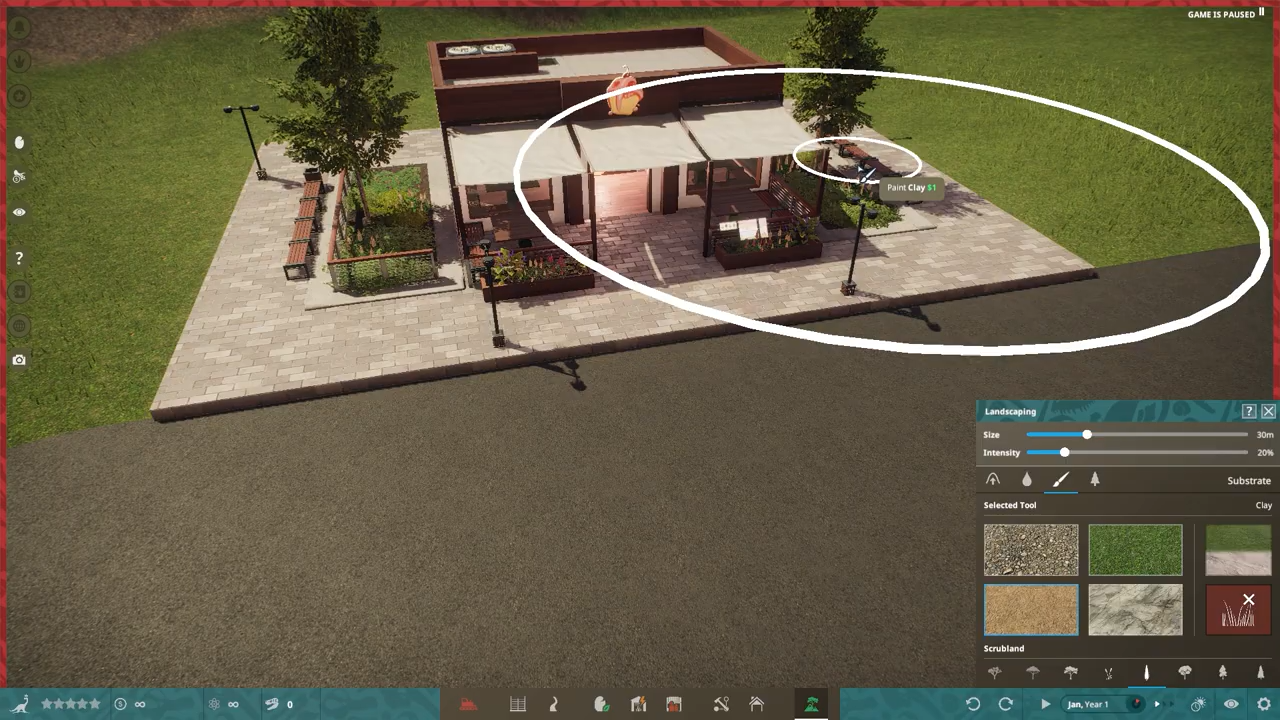 GAME IS PAUSED
Paint Clay $1
Landscaping
?
Size 30m
Intensity 20%
Substrate
Selected Tool Clay
Scrubland
?
∞
∞
0
Jan, Year 1